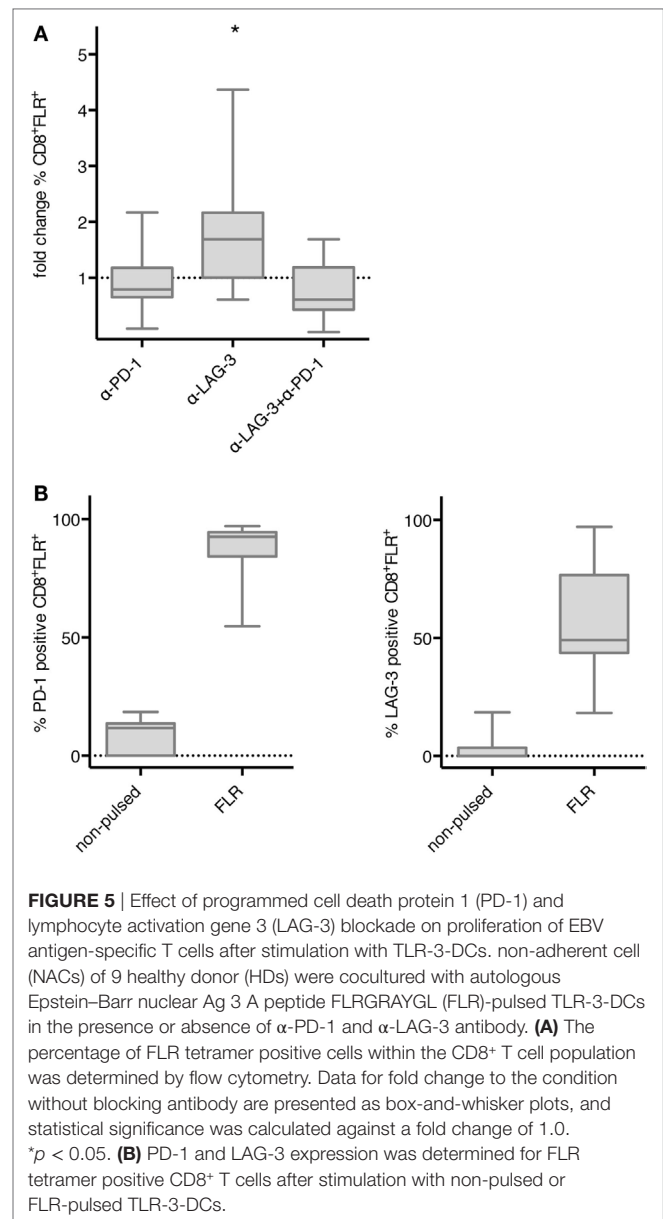 A
*
fold change % CD8⁺FLR⁺
5
4
3
2
1
α-PD-1
α-LAG-3
α-LAG-3+α-PD-1
B
% PD-1 positive CD8⁺FLR⁺
100
50
0
non-pulsed
FLR
% LAG-3 positive CD8⁺FLR⁺
100
50
0
non-pulsed
FLR
FIGURE 5 | Effect of programmed cell death protein 1 (PD-1) and
lymphocyte activation gene 3 (LAG-3) blockade on proliferation of EBV
antigen-specific T cells after stimulation with TLR-3-DCs. non-adherent cell
(NACs) of 9 healthy donor (HDs) were cocultured with autologous
Epstein–Barr nuclear Ag 3 A peptide FLRGRAYGL (FLR)-pulsed TLR-3-DCs
in the presence or absence of α-PD-1 and α-LAG-3 antibody. (A) The
percentage of FLR tetramer positive cells within the CD8⁺ T cell population
was determined by flow cytometry. Data for fold change to the condition
without blocking antibody are presented as box-and-whisker plots, and
statistical significance was calculated against a fold change of 1.0.
*p < 0.05. (B) PD-1 and LAG-3 expression was determined for FLR
tetramer positive CD8⁺ T cells after stimulation with non-pulsed or
FLR-pulsed TLR-3-DCs.